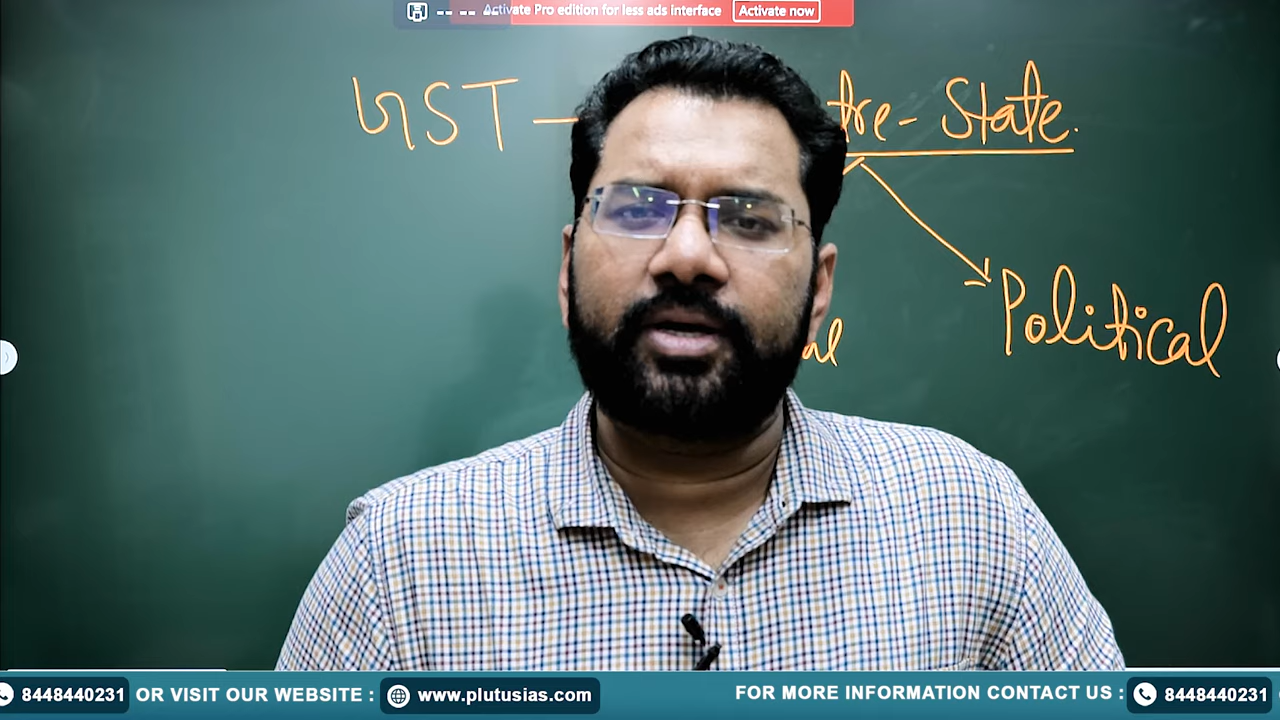 Activate Pro edition for less ads interface Activate now
GST – tre - State.
al
Political
8448440231 OR VISIT OUR WEBSITE : www.plutusias.com FOR MORE INFORMATION CONTACT US : 8448440231